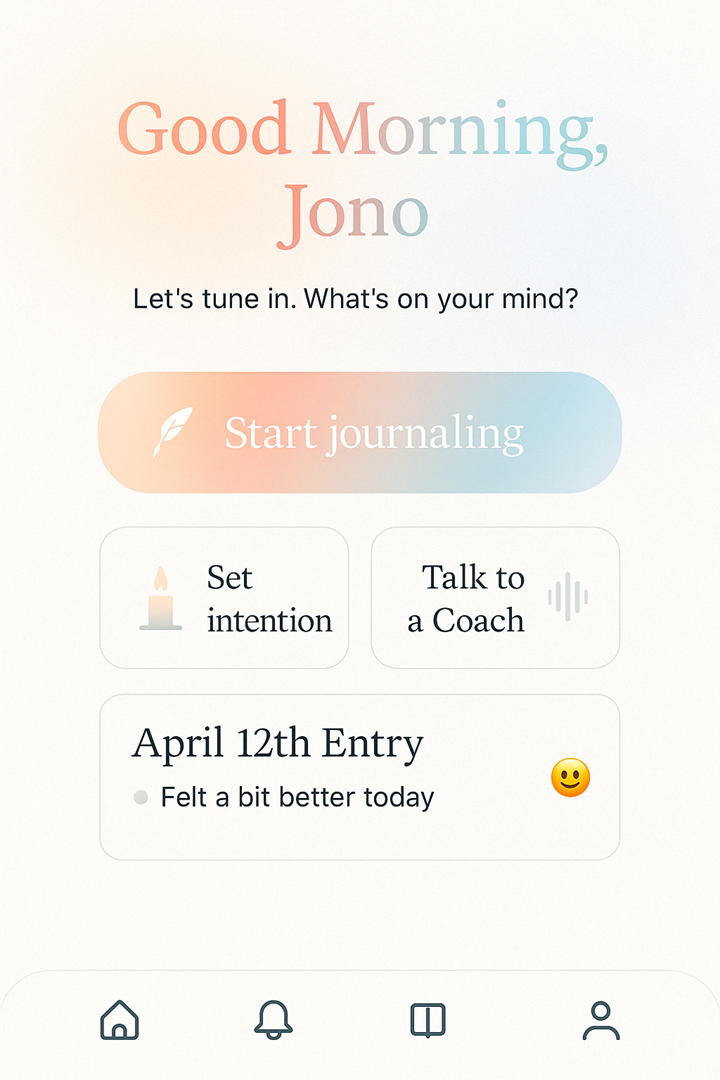 Good Morning,
Jono
Let's tune in. What's on your mind?
Start journaling
Set
intention
Talk to
a Coach
April 12th Entry
Felt a bit better today